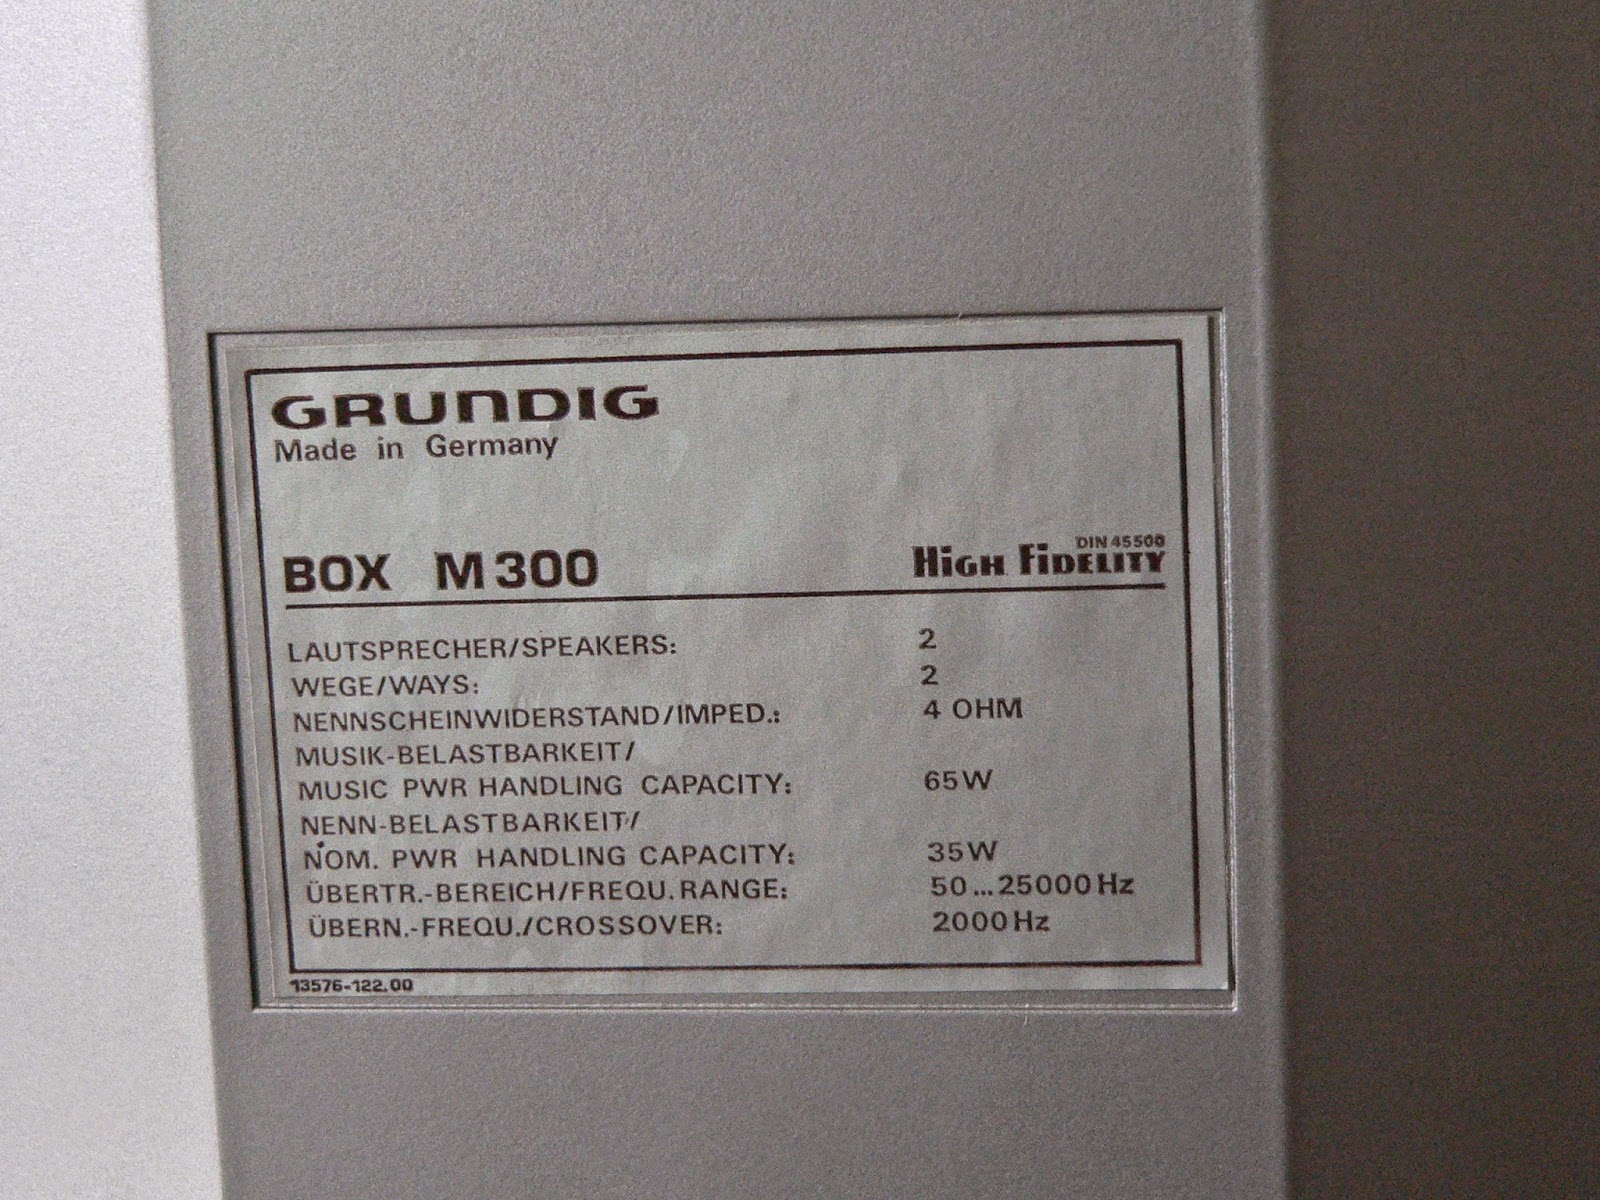 GRUNDIG
Made in Germany
BOX M 300 High Fidelity DIN 45500
LAUTSPRECHER/SPEAKERS: 2
WEGE/WAYS: 2
NENNSCHEINWIDERSTAND/IMPED.: 4 OHM
MUSIK-BELASTBARKEIT/
MUSIC PWR HANDLING CAPACITY: 65W
NENN-BELASTBARKEIT/
NOM. PWR HANDLING CAPACITY: 35W
ÜBERTR.-BEREICH/FREQU. RANGE: 50...25000 Hz
ÜBERN.-FREQU./CROSSOVER: 2000 Hz
13576-122.00